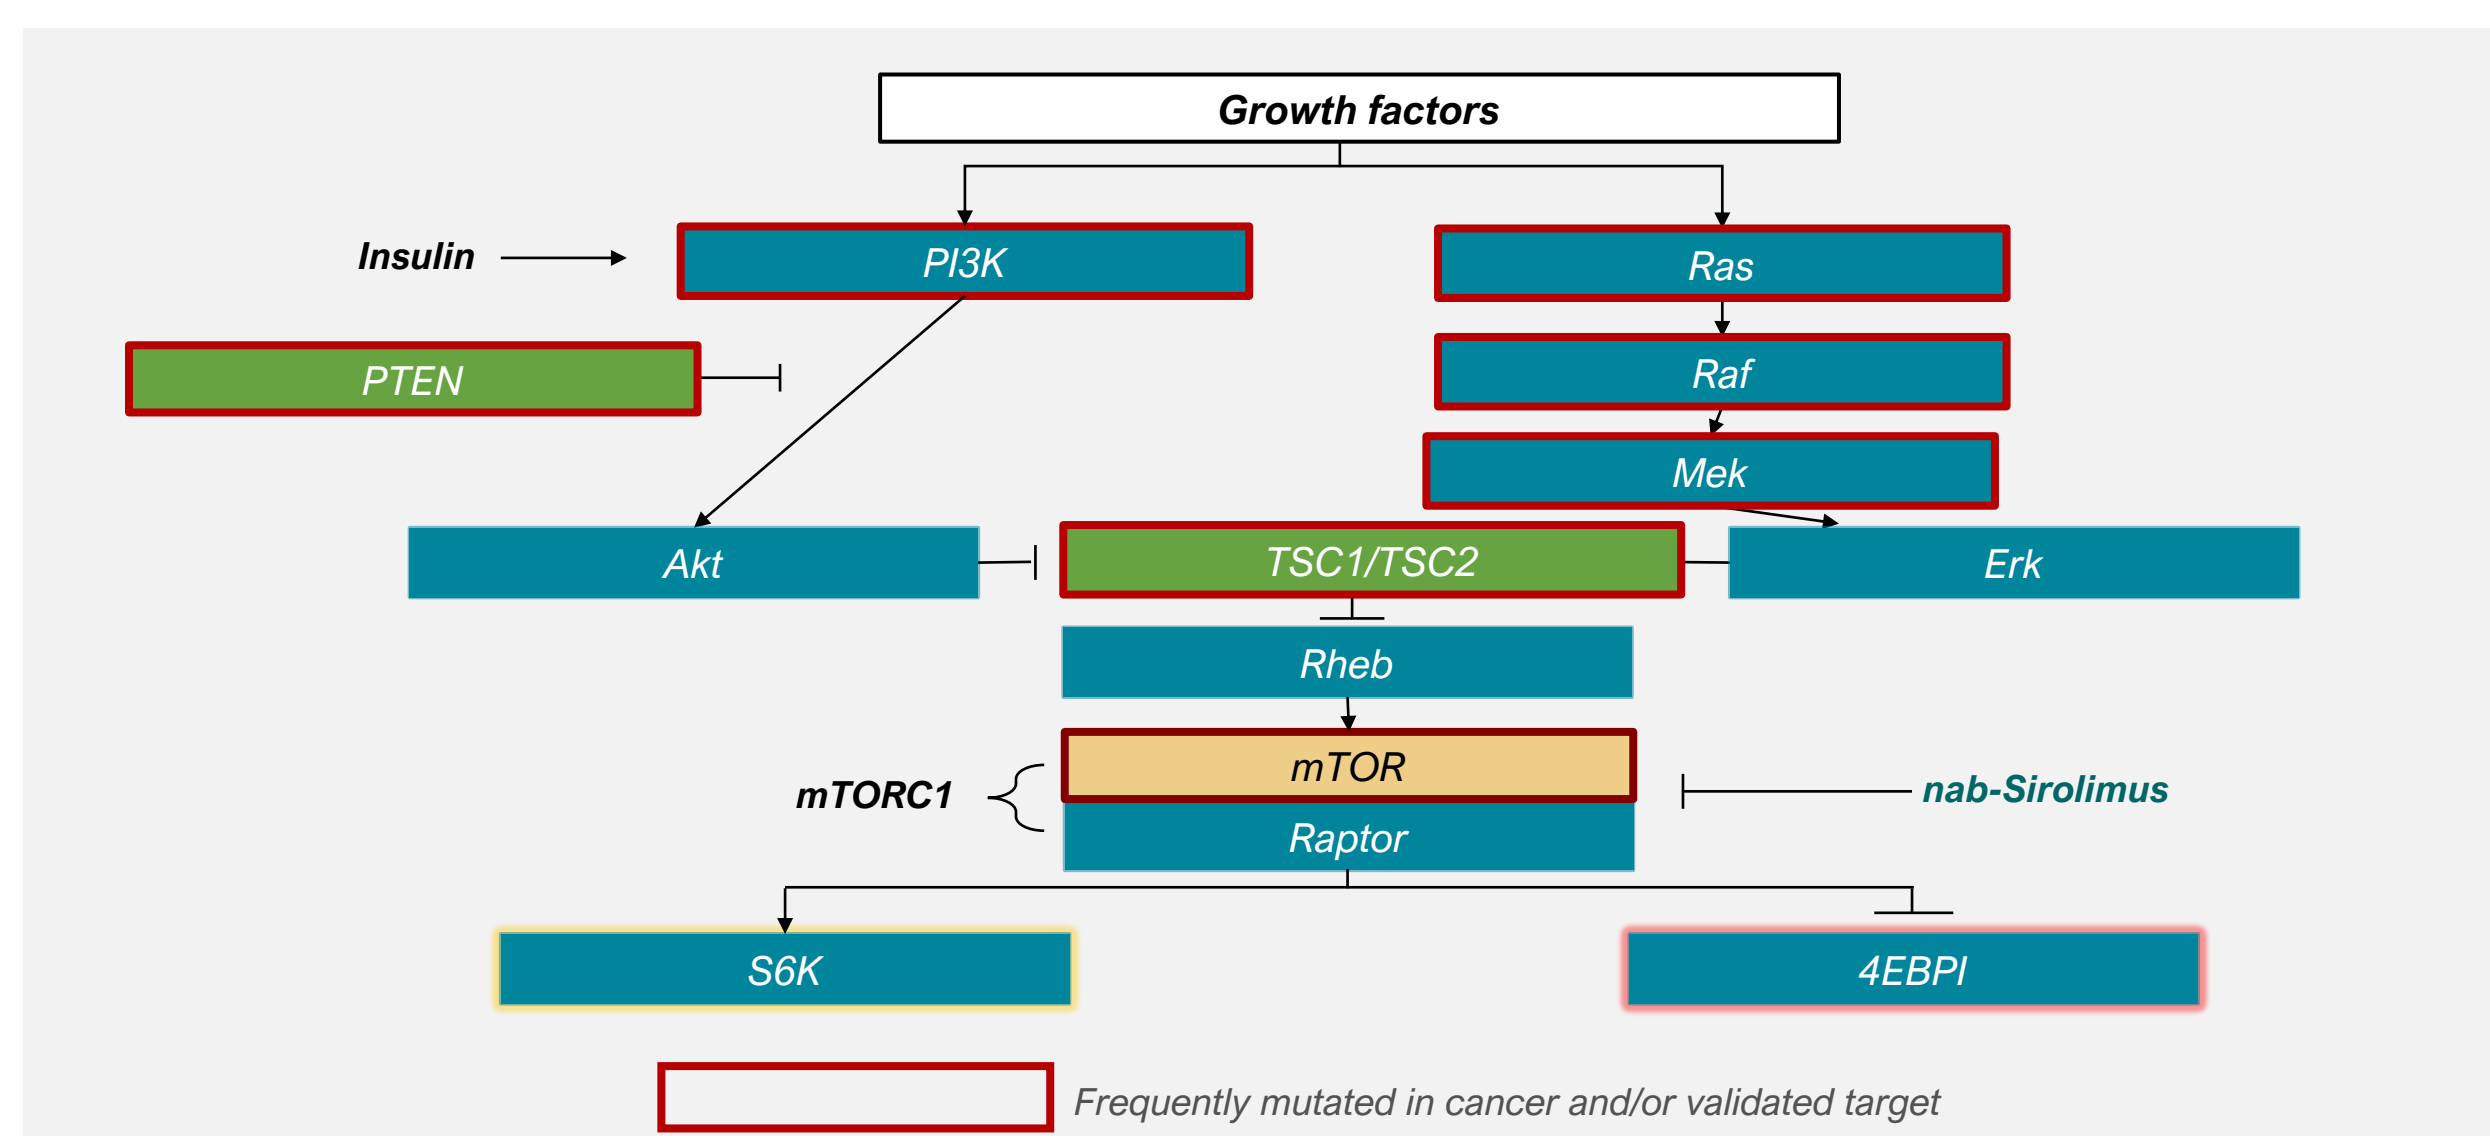 Growth factors
Insulin
PI3K
Ras
PTEN
Raf
Mek
Akt
TSC1/TSC2
Erk
Rheb
mTOR
mTORC1
nab-Sirolimus
Raptor
S6K
4EBPI
Frequently mutated in cancer and/or validated target